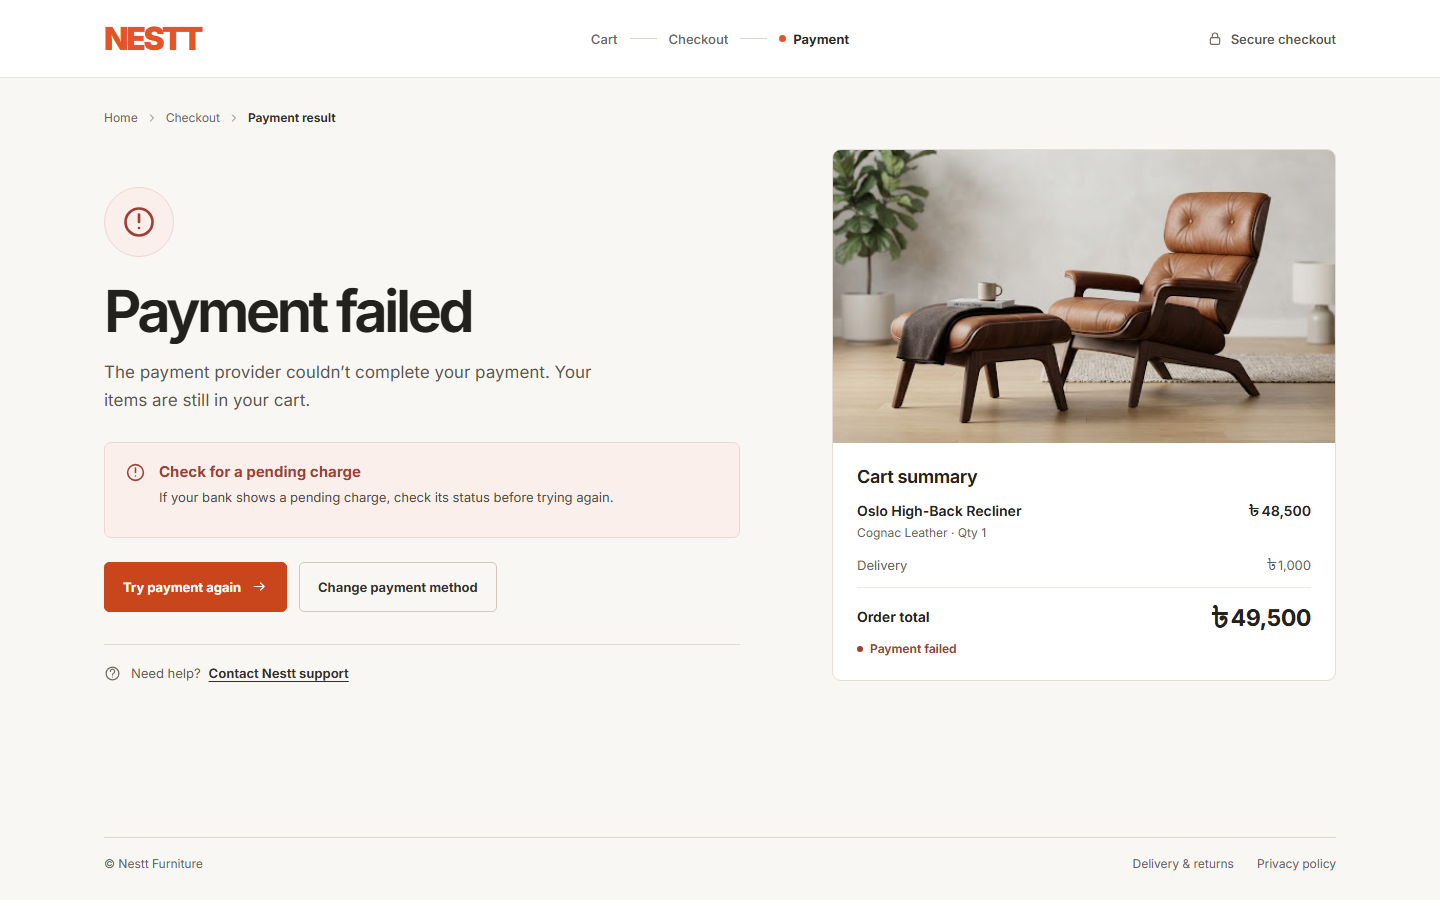 NESTT
Cart
Checkout
Payment
Secure checkout
Home
Checkout
Payment result
Payment failed
The payment provider couldn’t complete your payment. Your
items are still in your cart.
Check for a pending charge
If your bank shows a pending charge, check its status before trying again.
Try payment again
Change payment method
Need help? Contact Nestt support
Cart summary
Oslo High-Back Recliner ৳ 48,500
Cognac Leather · Qty 1
Delivery ৳ 1,000
Order total ৳ 49,500
Payment failed
© Nestt Furniture
Delivery & returns
Privacy policy